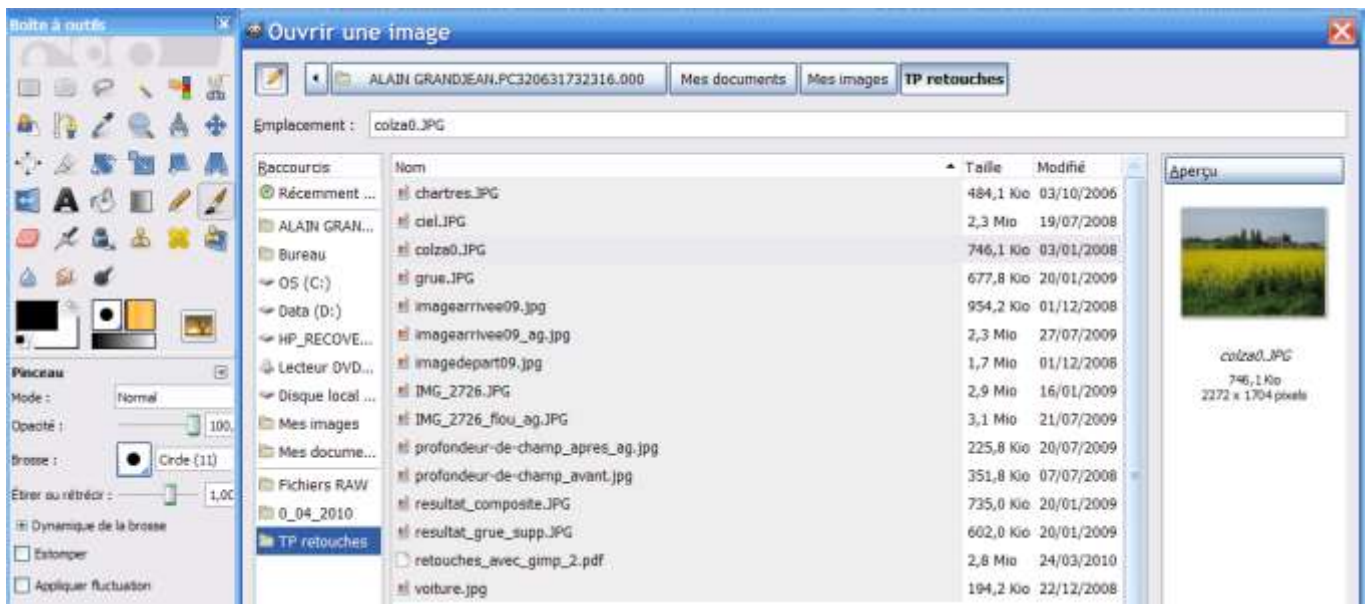 Boîte à outils
Ouvrir une image
ALAIN GRANDJEAN.PC320631732316.000 Mes documents Mes images TP retouches
Emplacement : colza0.JPG
Raccourcis
Récemment ...
ALAIN GRAN...
Bureau
OS (C:)
Data (D:)
HP_RECOVE...
Lecteur DVD...
Disque local ...
Mes images
Mes docume...
Fichiers RAW
0_04_2010
TP retouches
Nom Taille Modifié
chartres.JPG 484,1 Kio 03/10/2006
ciel.JPG 2,3 Mio 19/07/2008
colza0.JPG 746,1 Kio 03/01/2008
grue.JPG 677,8 Kio 20/01/2009
imagearrivee09.jpg 954,2 Kio 01/12/2008
imagearrivee09_ag.jpg 2,3 Mio 27/07/2009
imagedepart09.jpg 1,7 Mio 01/12/2008
IMG_2726.JPG 2,9 Mio 16/01/2009
IMG_2726_flou_ag.JPG 3,1 Mio 21/07/2009
profondeur-de-champ_apres_ag.jpg 225,8 Kio 20/07/2009
profondeur-de-champ_avant.jpg 351,8 Kio 07/07/2008
resultat_composite.JPG 735,0 Kio 20/01/2009
resultat_grue_supp.JPG 602,0 Kio 20/01/2009
retouches_avec_gimp_2.pdf 2,8 Mio 24/03/2010
voiture.jpg 194,2 Kio 22/12/2008
Aperçu
colza0.JPG
746,1 Kio
2272 x 1704 pixels
Pinceau
Mode : Normal
Opacité : 100,
Brosse : Circle (11)
Étirer ou rétrécir : 1,00
Dynamique de la brosse
Estomper
Appliquer fluctuation